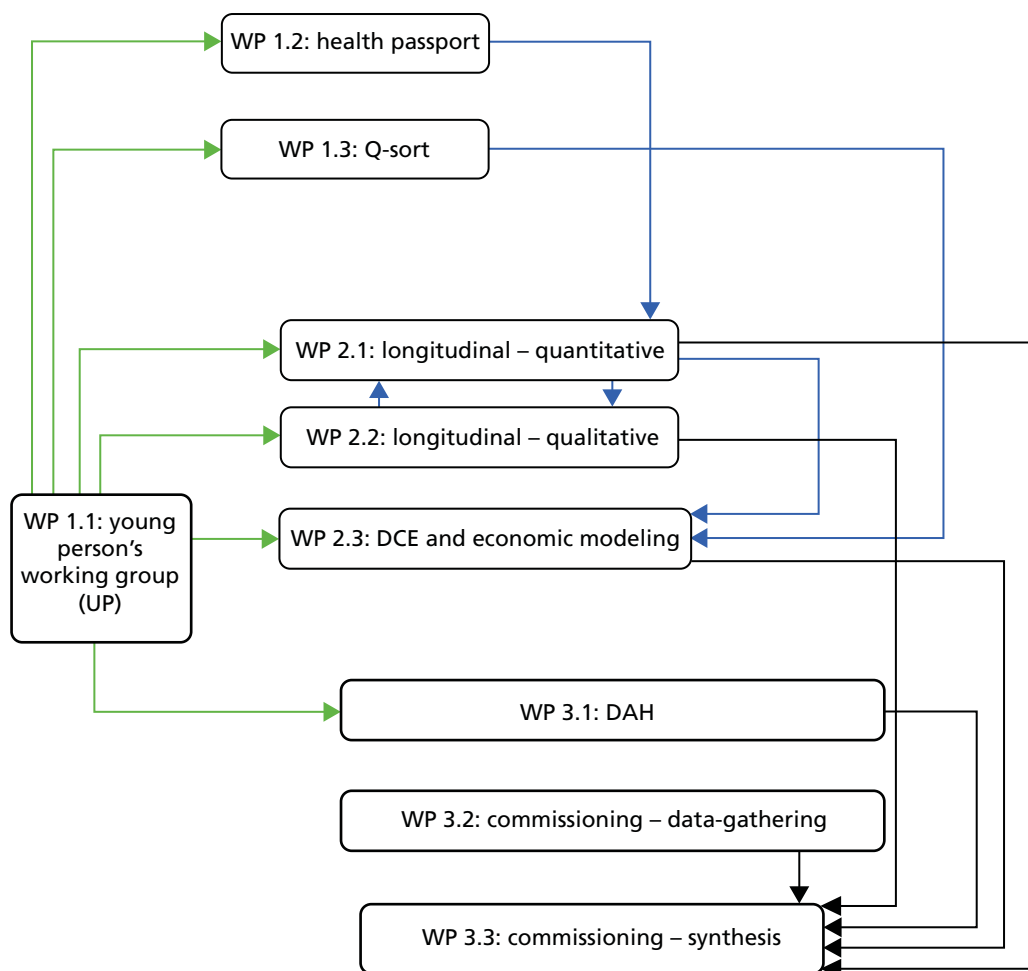 WP 1.2: health passport
WP 1.3: Q-sort
WP 2.1: longitudinal – quantitative
WP 2.2: longitudinal – qualitative
WP 1.1: young
person’s
working group
(UP)
WP 2.3: DCE and economic modeling
WP 3.1: DAH
WP 3.2: commissioning – data-gathering
WP 3.3: commissioning – synthesis